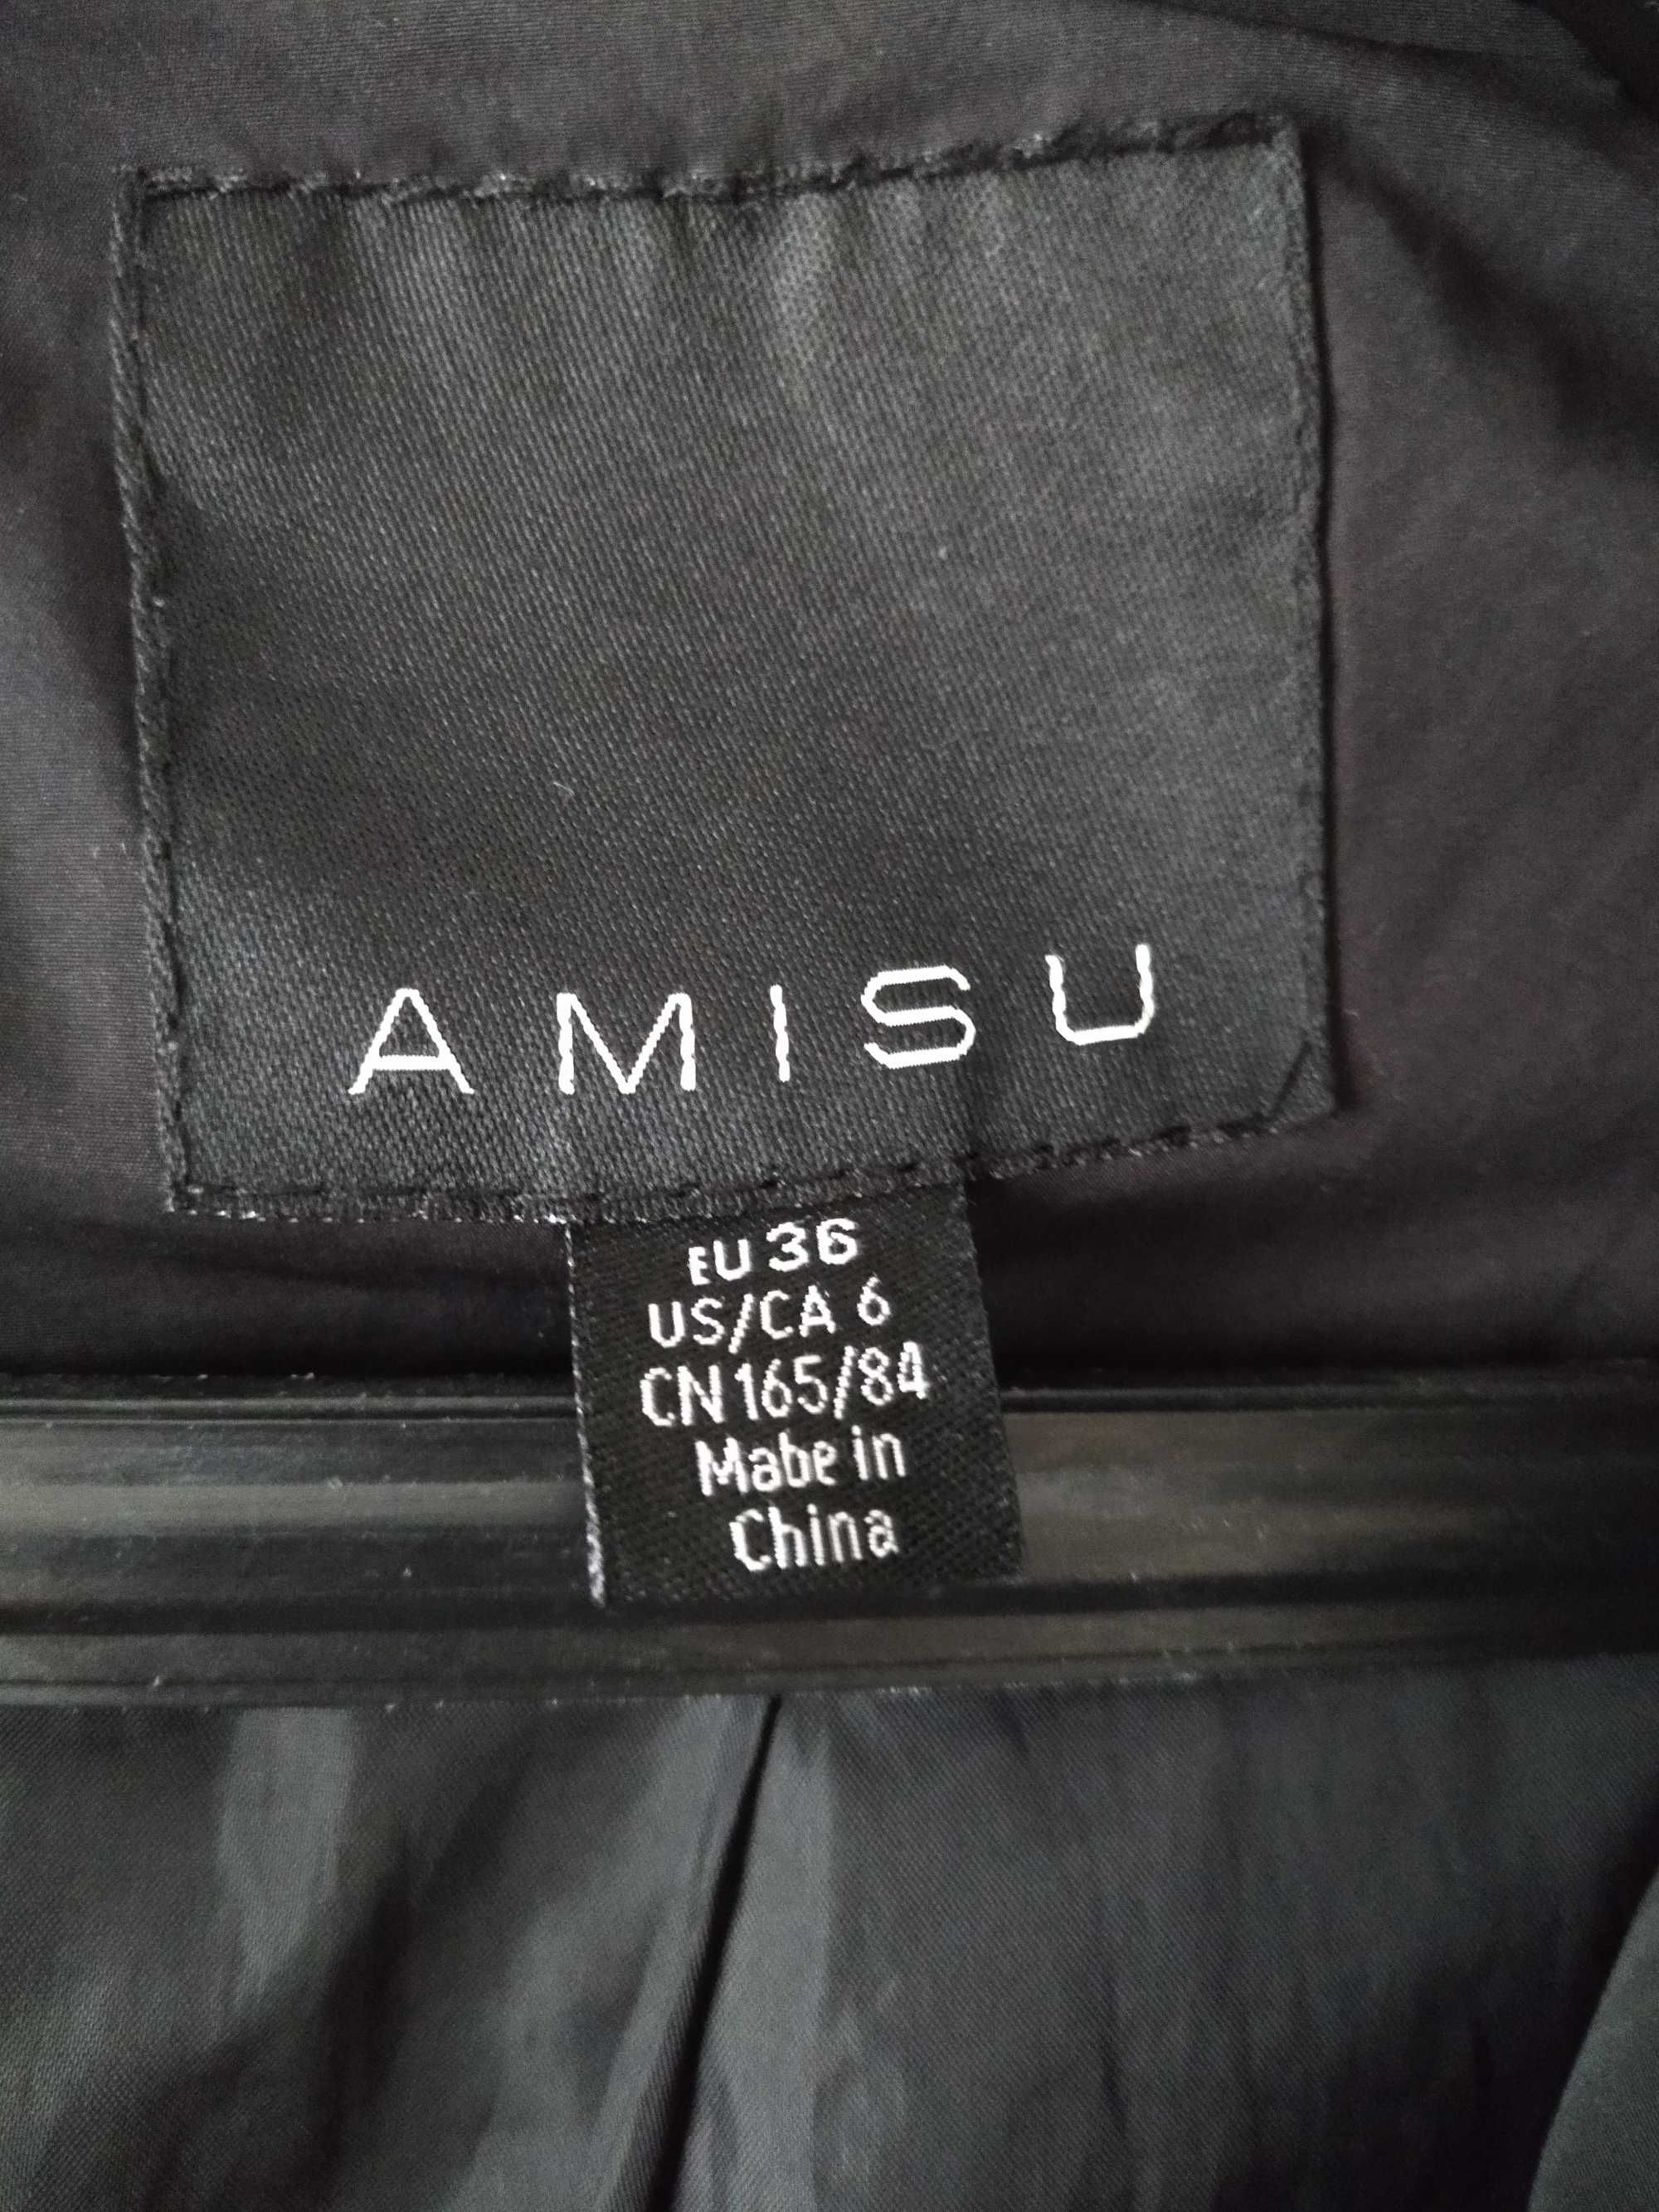 AMISU
EU 36
US/CA 6
CN 165/84
Mabe in
China